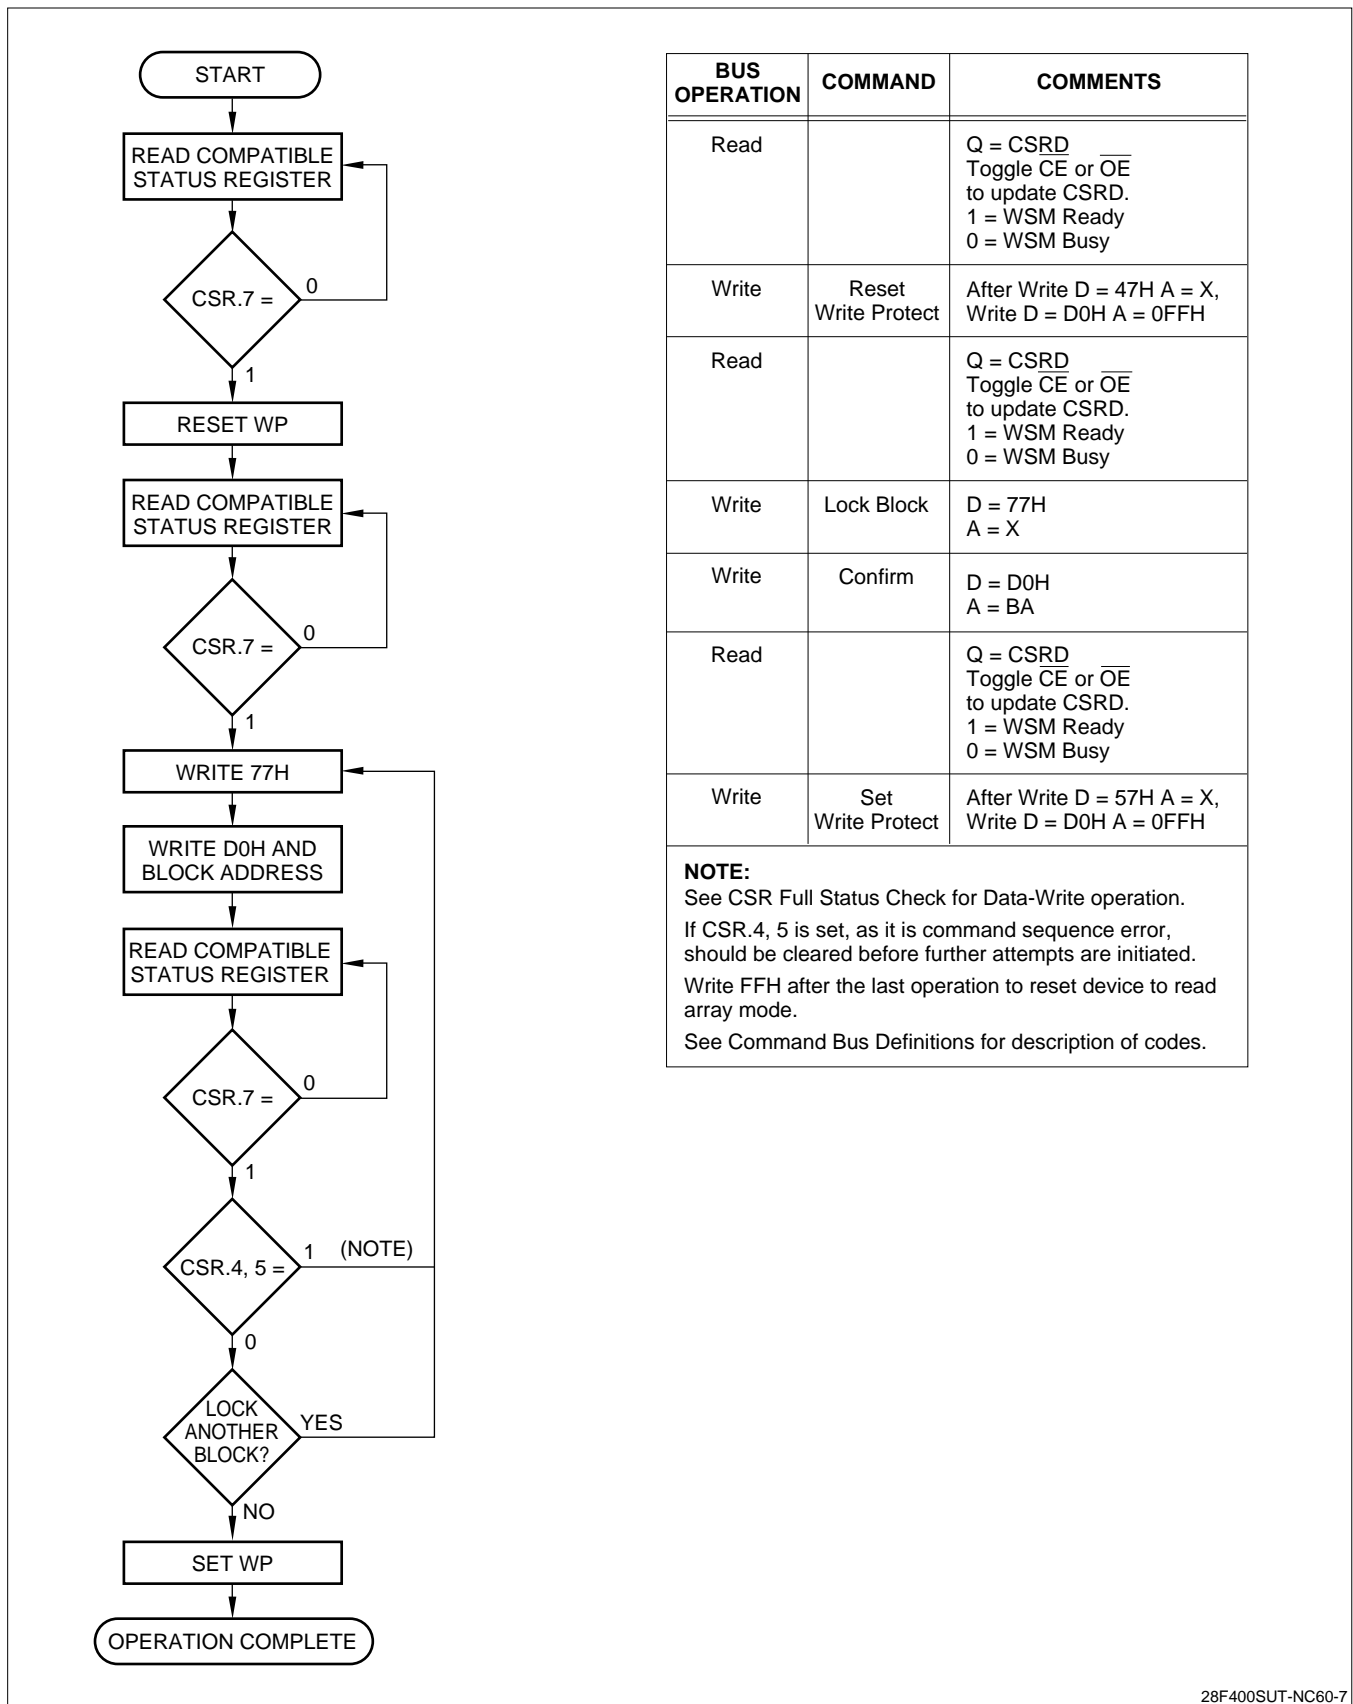 START
READ COMPATIBLE
STATUS REGISTER
CSR.7 =
0
1
RESET WP
READ COMPATIBLE
STATUS REGISTER
CSR.7 =
0
1
WRITE 77H
WRITE D0H AND
BLOCK ADDRESS
READ COMPATIBLE
STATUS REGISTER
CSR.7 =
0
1
CSR.4, 5 =
1 (NOTE)
0
LOCK
ANOTHER
BLOCK?
YES
NO
SET WP
OPERATION COMPLETE
BUS
OPERATION
COMMAND
COMMENTS
Read
Q = CSRD
Toggle C̅E̅ or O̅E̅
to update CSRD.
1 = WSM Ready
0 = WSM Busy
Write
Reset
Write Protect
After Write D = 47H A = X,
Write D = D0H A = 0FFH
Read
Q = CSRD
Toggle C̅E̅ or O̅E̅
to update CSRD.
1 = WSM Ready
0 = WSM Busy
Write
Lock Block
D = 77H
A = X
Write
Confirm
D = D0H
A = BA
Read
Q = CSRD
Toggle C̅E̅ or O̅E̅
to update CSRD.
1 = WSM Ready
0 = WSM Busy
Write
Set
Write Protect
After Write D = 57H A = X,
Write D = D0H A = 0FFH
NOTE:
See CSR Full Status Check for Data-Write operation.
If CSR.4, 5 is set, as it is command sequence error,
should be cleared before further attempts are initiated.
Write FFH after the last operation to reset device to read
array mode.
See Command Bus Definitions for description of codes.
28F400SUT-NC60-7